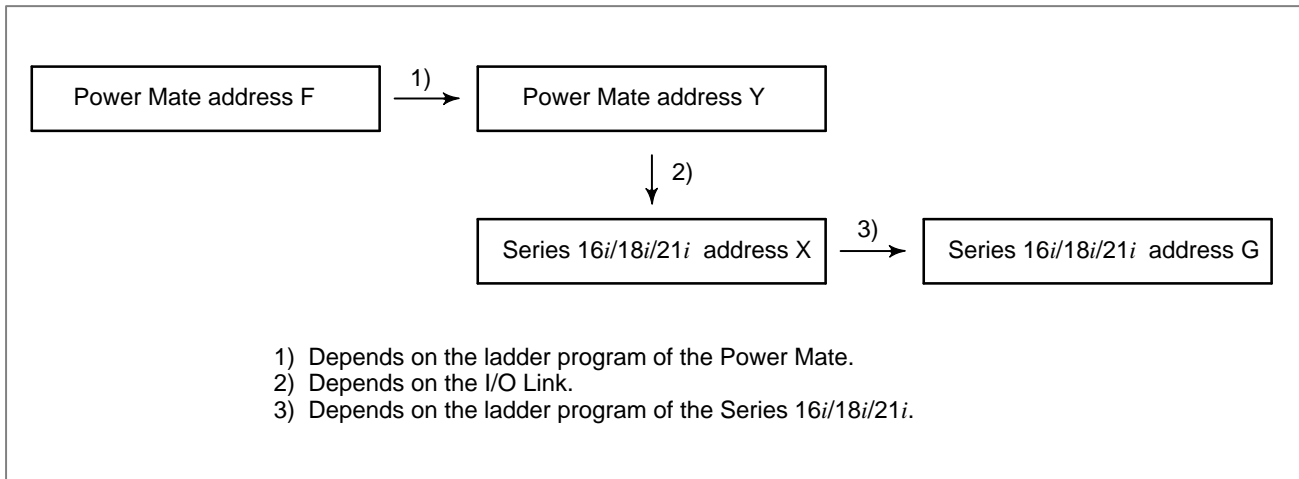 Power Mate address F
1)
Power Mate address Y
2)
Series 16i/18i/21i address X
3)
Series 16i/18i/21i address G
1) Depends on the ladder program of the Power Mate.
2) Depends on the I/O Link.
3) Depends on the ladder program of the Series 16i/18i/21i.